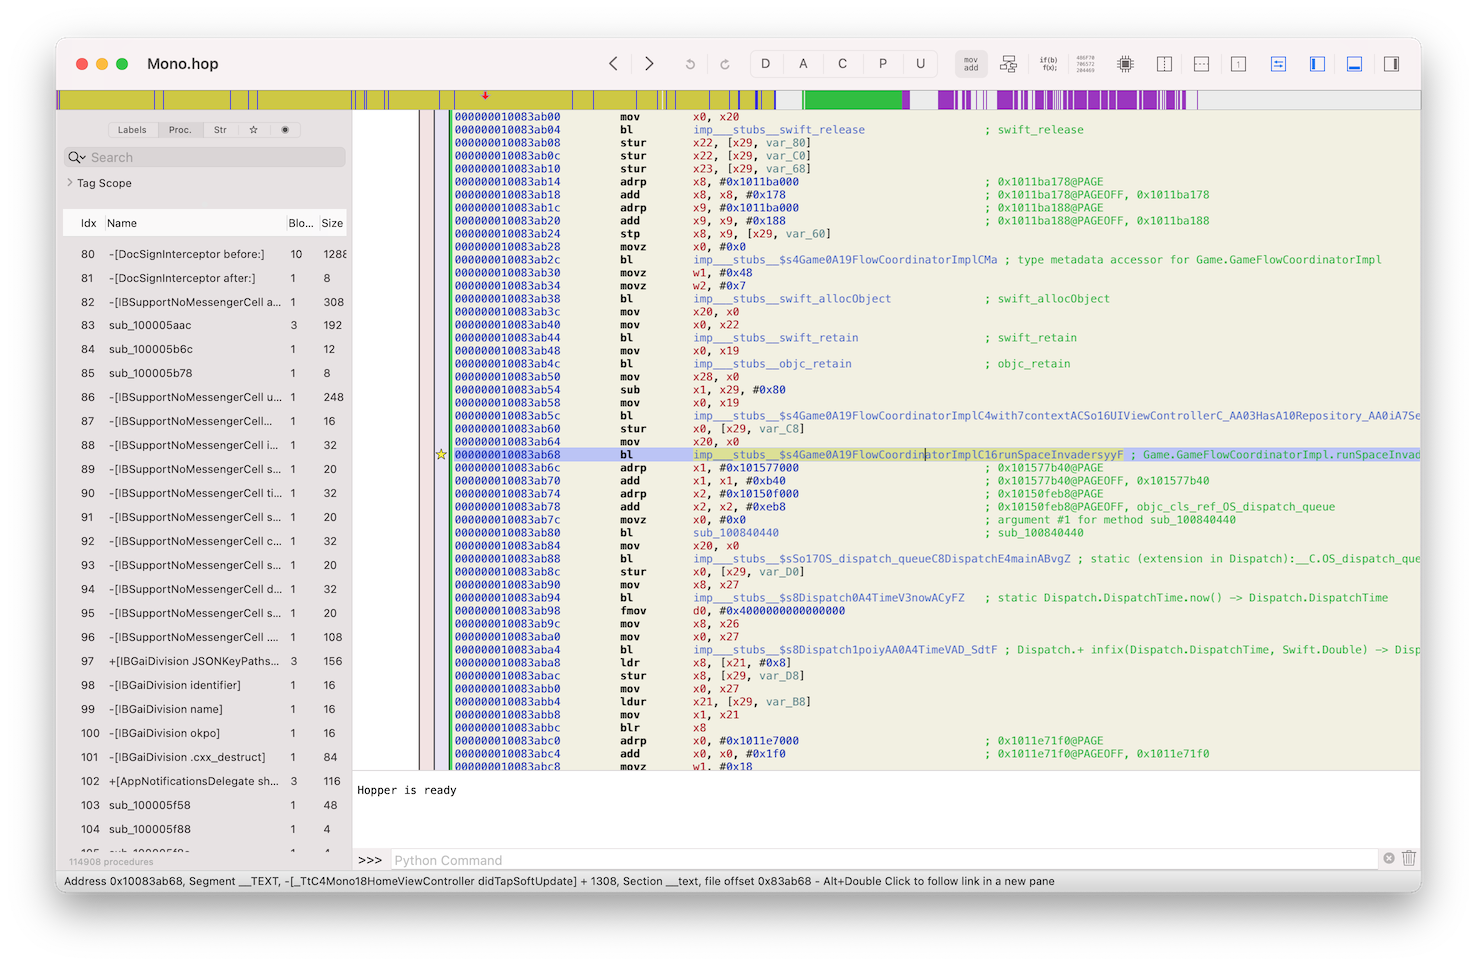 Mono.hop
D A C P U
mov
add
if(b)
f(x);
Labels Proc. Str
Search
Tag Scope
Idx Name Blo... Size
80 -[DocSignInterceptor before:] 10 1288
81 -[DocSignInterceptor after:] 1 8
82 -[IBSupportNoMessengerCell a... 1 308
83 sub_100005aac 3 192
84 sub_100005b6c 1 12
85 sub_100005b78 1 8
86 -[IBSupportNoMessengerCell u... 1 248
87 -[IBSupportNoMessengerCell... 1 16
88 -[IBSupportNoMessengerCell i... 1 32
89 -[IBSupportNoMessengerCell s... 1 20
90 -[IBSupportNoMessengerCell ti... 1 32
91 -[IBSupportNoMessengerCell s... 1 20
92 -[IBSupportNoMessengerCell c... 1 32
93 -[IBSupportNoMessengerCell s... 1 20
94 -[IBSupportNoMessengerCell d... 1 32
95 -[IBSupportNoMessengerCell s... 1 20
96 -[IBSupportNoMessengerCell .... 1 108
97 +[IBGaiDivision JSONKeyPaths... 3 156
98 -[IBGaiDivision identifier] 1 16
99 -[IBGaiDivision name] 1 16
100 -[IBGaiDivision okpo] 1 16
101 -[IBGaiDivision .cxx_destruct] 1 84
102 +[AppNotificationsDelegate sh... 3 116
103 sub_100005f58 1 48
104 sub_100005f88 1 4
114908 procedures
000000010083ab00 mov x0, x20
000000010083ab04 bl imp___stubs__swift_release ; swift_release
000000010083ab08 stur x22, [x29, var_80]
000000010083ab0c stur x22, [x29, var_C0]
000000010083ab10 stur x23, [x29, var_68]
000000010083ab14 adrp x8, #0x1011ba000 ; 0x1011ba178@PAGE
000000010083ab18 add x8, x8, #0x178 ; 0x1011ba178@PAGEOFF, 0x1011ba178
000000010083ab1c adrp x9, #0x1011ba000 ; 0x1011ba188@PAGE
000000010083ab20 add x9, x9, #0x188 ; 0x1011ba188@PAGEOFF, 0x1011ba188
000000010083ab24 stp x8, x9, [x29, var_60]
000000010083ab28 movz x0, #0x0
000000010083ab2c bl imp___stubs__$s4Game0A19FlowCoordinatorImplCMa ; type metadata accessor for Game.GameFlowCoordinatorImpl
000000010083ab30 movz w1, #0x48
000000010083ab34 movz w2, #0x7
000000010083ab38 bl imp___stubs__swift_allocObject ; swift_allocObject
000000010083ab3c mov x20, x0
000000010083ab40 mov x0, x22
000000010083ab44 bl imp___stubs__swift_retain ; swift_retain
000000010083ab48 mov x0, x19
000000010083ab4c bl imp___stubs__objc_retain ; objc_retain
000000010083ab50 mov x28, x0
000000010083ab54 sub x1, x29, #0x80
000000010083ab58 mov x0, x19
000000010083ab5c bl imp___stubs__$s4Game0A19FlowCoordinatorImplC4with7contextACSo16UIViewControllerC_AA03HasA10Repository_AA0iA7Se
000000010083ab60 stur x0, [x29, var_C8]
000000010083ab64 mov x20, x0
000000010083ab68 bl imp___stubs__$s4Game0A19FlowCoordinatorImplC16runSpaceInvadersyyF ; Game.GameFlowCoordinatorImpl.runSpaceInvad
000000010083ab6c adrp x1, #0x101577000 ; 0x101577b40@PAGE
000000010083ab70 add x1, x1, #0xb40 ; 0x101577b40@PAGEOFF, 0x101577b40
000000010083ab74 adrp x2, #0x10150f000 ; 0x10150feb8@PAGE
000000010083ab78 add x2, x2, #0xeb8 ; 0x10150feb8@PAGEOFF, objc_cls_ref_OS_dispatch_queue
000000010083ab7c movz x0, #0x0 ; argument #1 for method sub_100840440
000000010083ab80 bl sub_100840440 ; sub_100840440
000000010083ab84 mov x20, x0
000000010083ab88 bl imp___stubs__$sSo17OS_dispatch_queueC8DispatchE4mainABvgZ ; static (extension in Dispatch):__C.OS_dispatch_que
000000010083ab8c stur x0, [x29, var_D0]
000000010083ab90 mov x8, x27
000000010083ab94 bl imp___stubs__$s8Dispatch0A4TimeV3nowACyFZ ; static Dispatch.DispatchTime.now() -> Dispatch.DispatchTime
000000010083ab98 fmov d0, #0x4000000000000000
000000010083ab9c mov x8, x26
000000010083aba0 mov x0, x27
000000010083aba4 bl imp___stubs__$s8Dispatch1poiyAA0A4TimeVAD_SdtF ; Dispatch.+ infix(Dispatch.DispatchTime, Swift.Double) -> Disp
000000010083aba8 ldr x8, [x21, #0x8]
000000010083abac stur x8, [x29, var_D8]
000000010083abb0 mov x0, x27
000000010083abb4 ldur x21, [x29, var_B8]
000000010083abb8 mov x1, x21
000000010083abbc blr x8
000000010083abc0 adrp x0, #0x1011e7000 ; 0x1011e71f0@PAGE
000000010083abc4 add x0, x0, #0x1f0 ; 0x1011e71f0@PAGEOFF, 0x1011e71f0
000000010083abc8 movz w1, #0x18
Hopper is ready
>>> Python Command
Address 0x10083ab68, Segment __TEXT, -[_TtC4Mono18HomeViewController didTapSoftUpdate] + 1308, Section __text, file offset 0x83ab68 - Alt+Double Click to follow link in a new pane